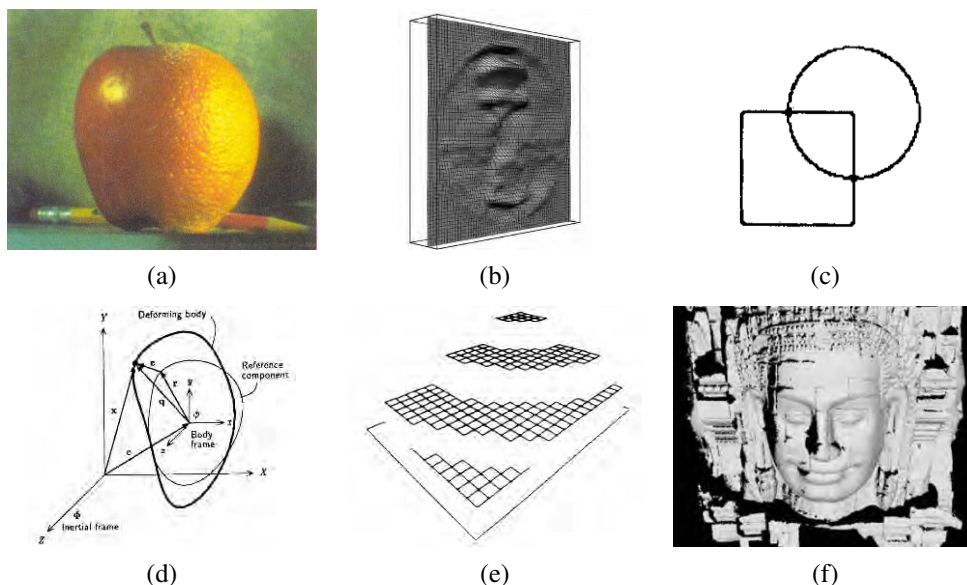 (a)
(b)
(c)
Deforming body
Y
Reference
component
e
r
y
q
x
Φ
x
Body
frame
z
c
X
Φ
Inertial frame
Z
(d)
(e)
(f)